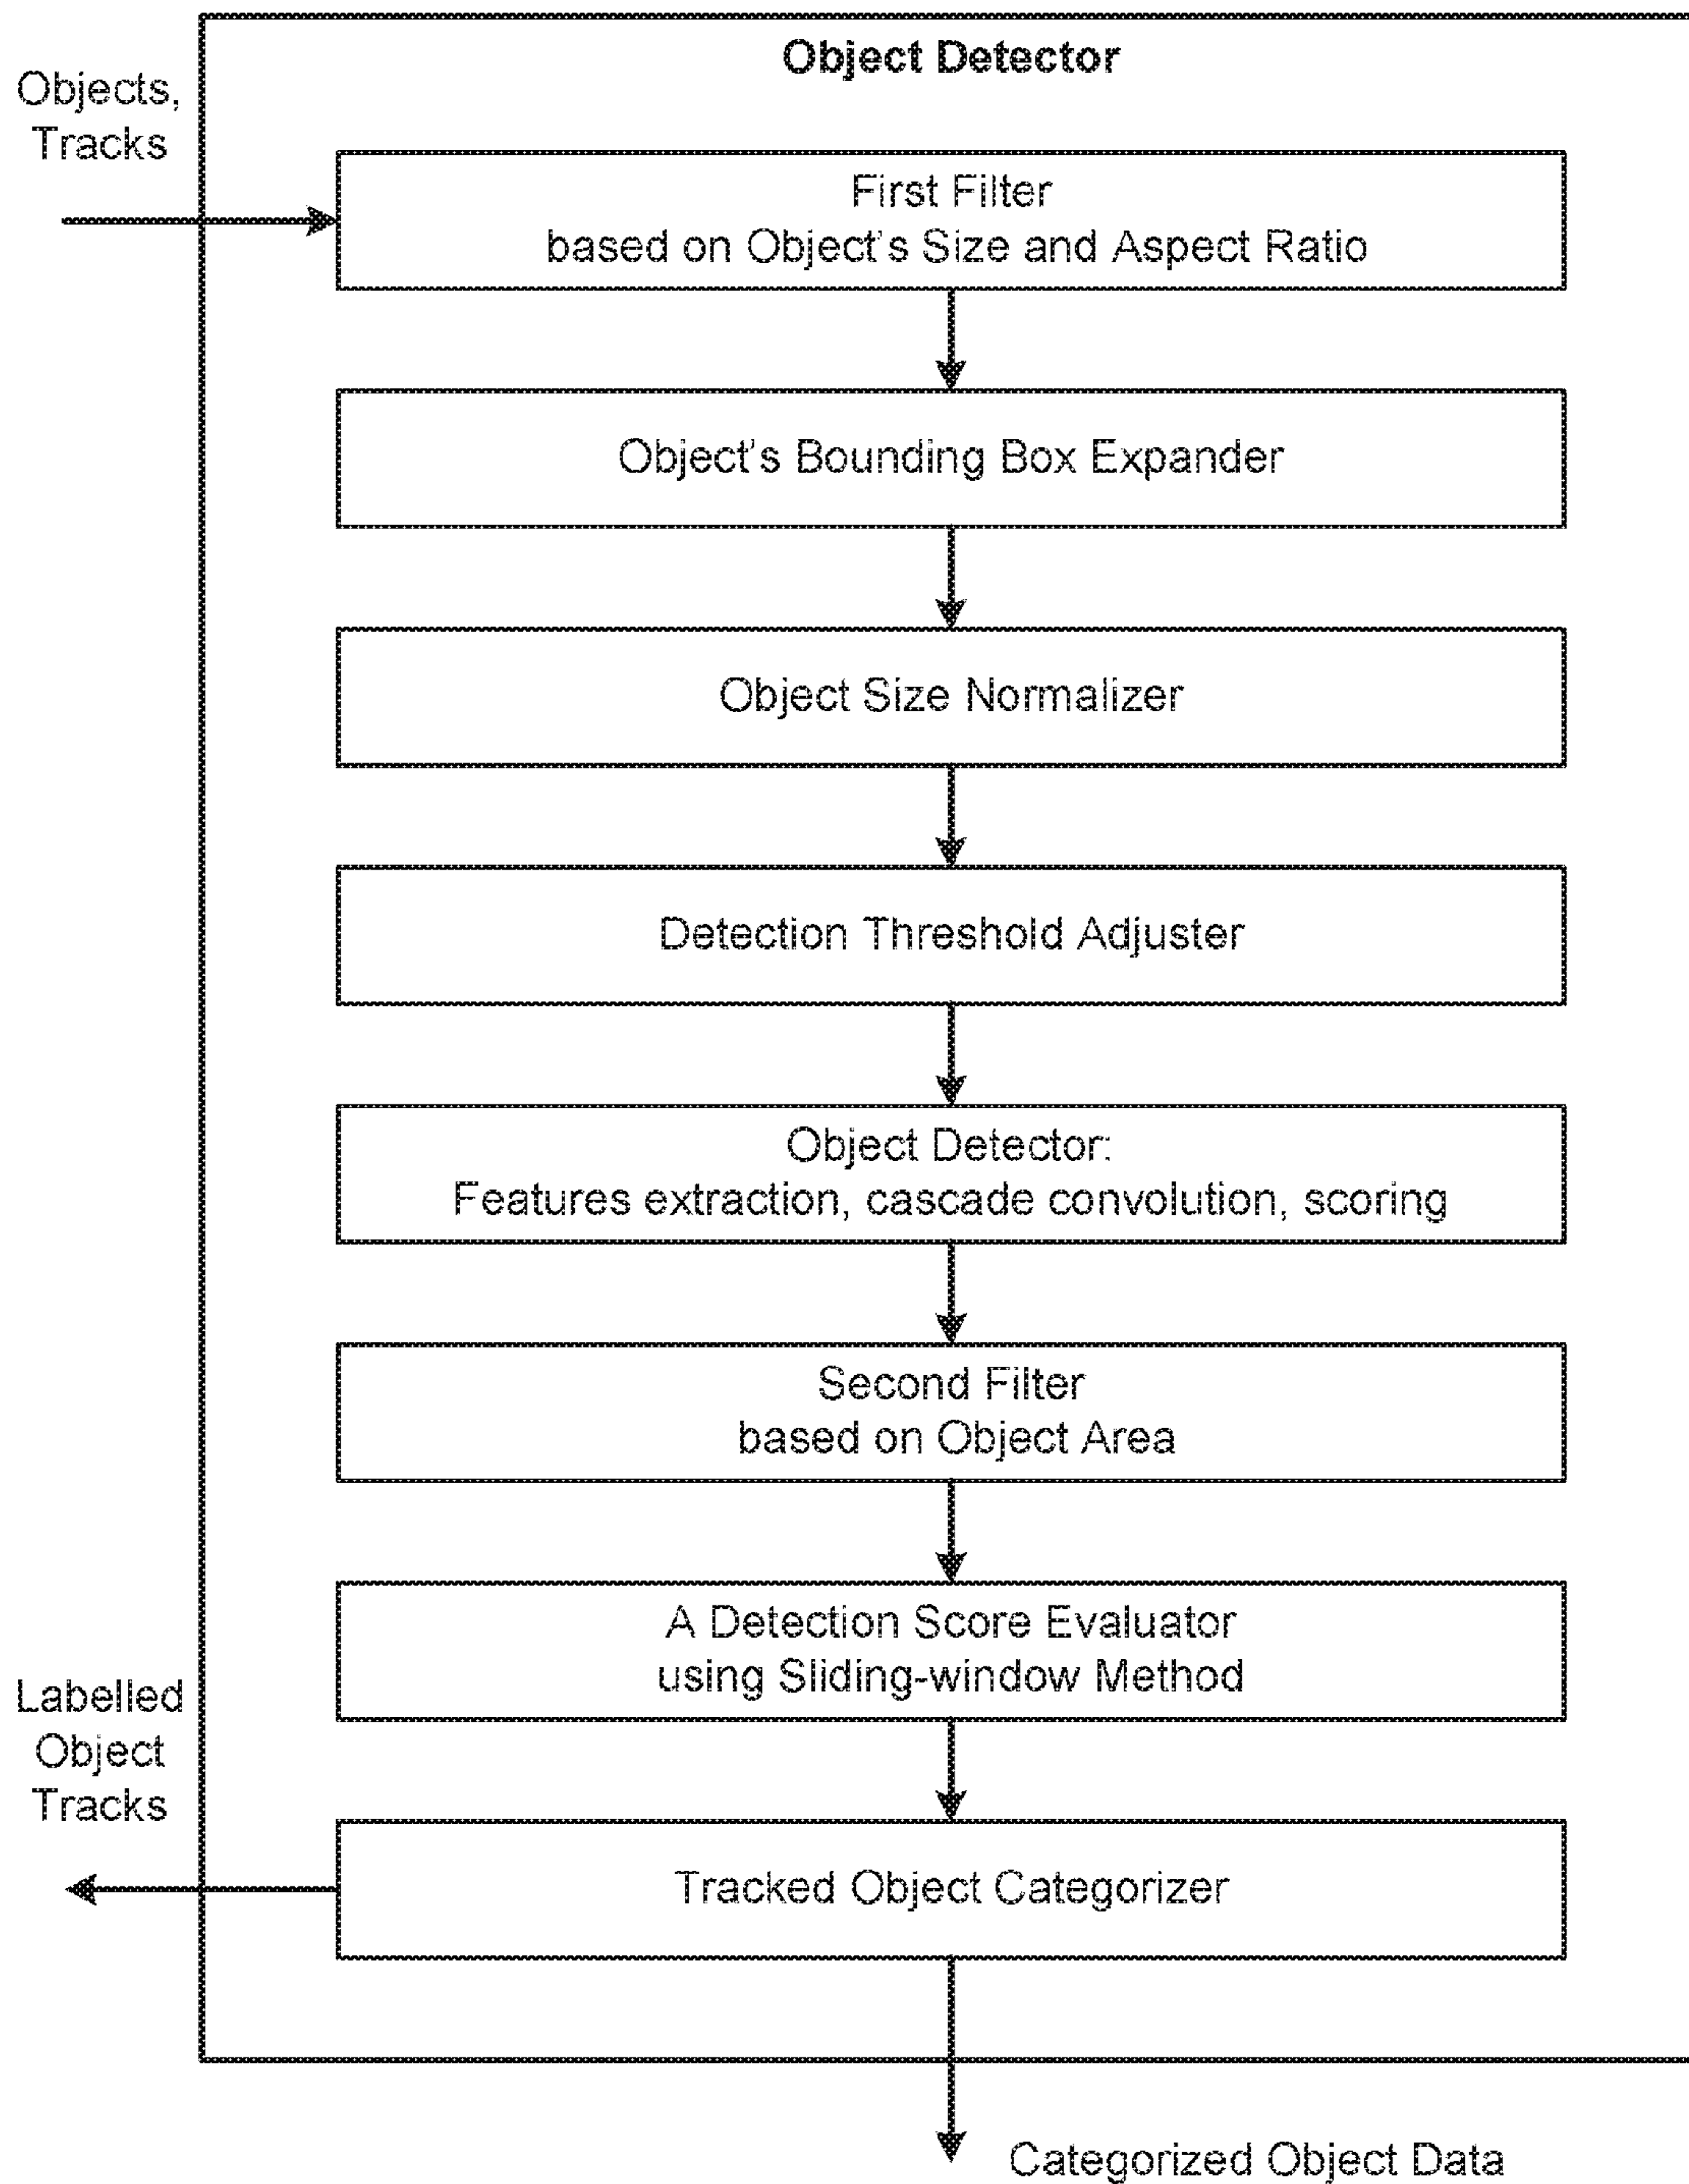 Object Detector
Objects,
Tracks
First Filter
based on Object's Size and Aspect Ratio
Object's Bounding Box Expander
Object Size Normalizer
Detection Threshold Adjuster
Object Detector:
Features extraction, cascade convolution, scoring
Second Filter
based on Object Area
A Detection Score Evaluator
using Sliding-window Method
Labelled
Object
Tracks
Tracked Object Categorizer
Categorized Object Data